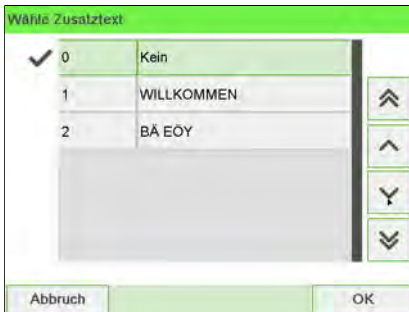 Wähle Zusatztext
0 Kein
1 WILLKOMMEN
2 BÄ EÖY
Abbruch OK